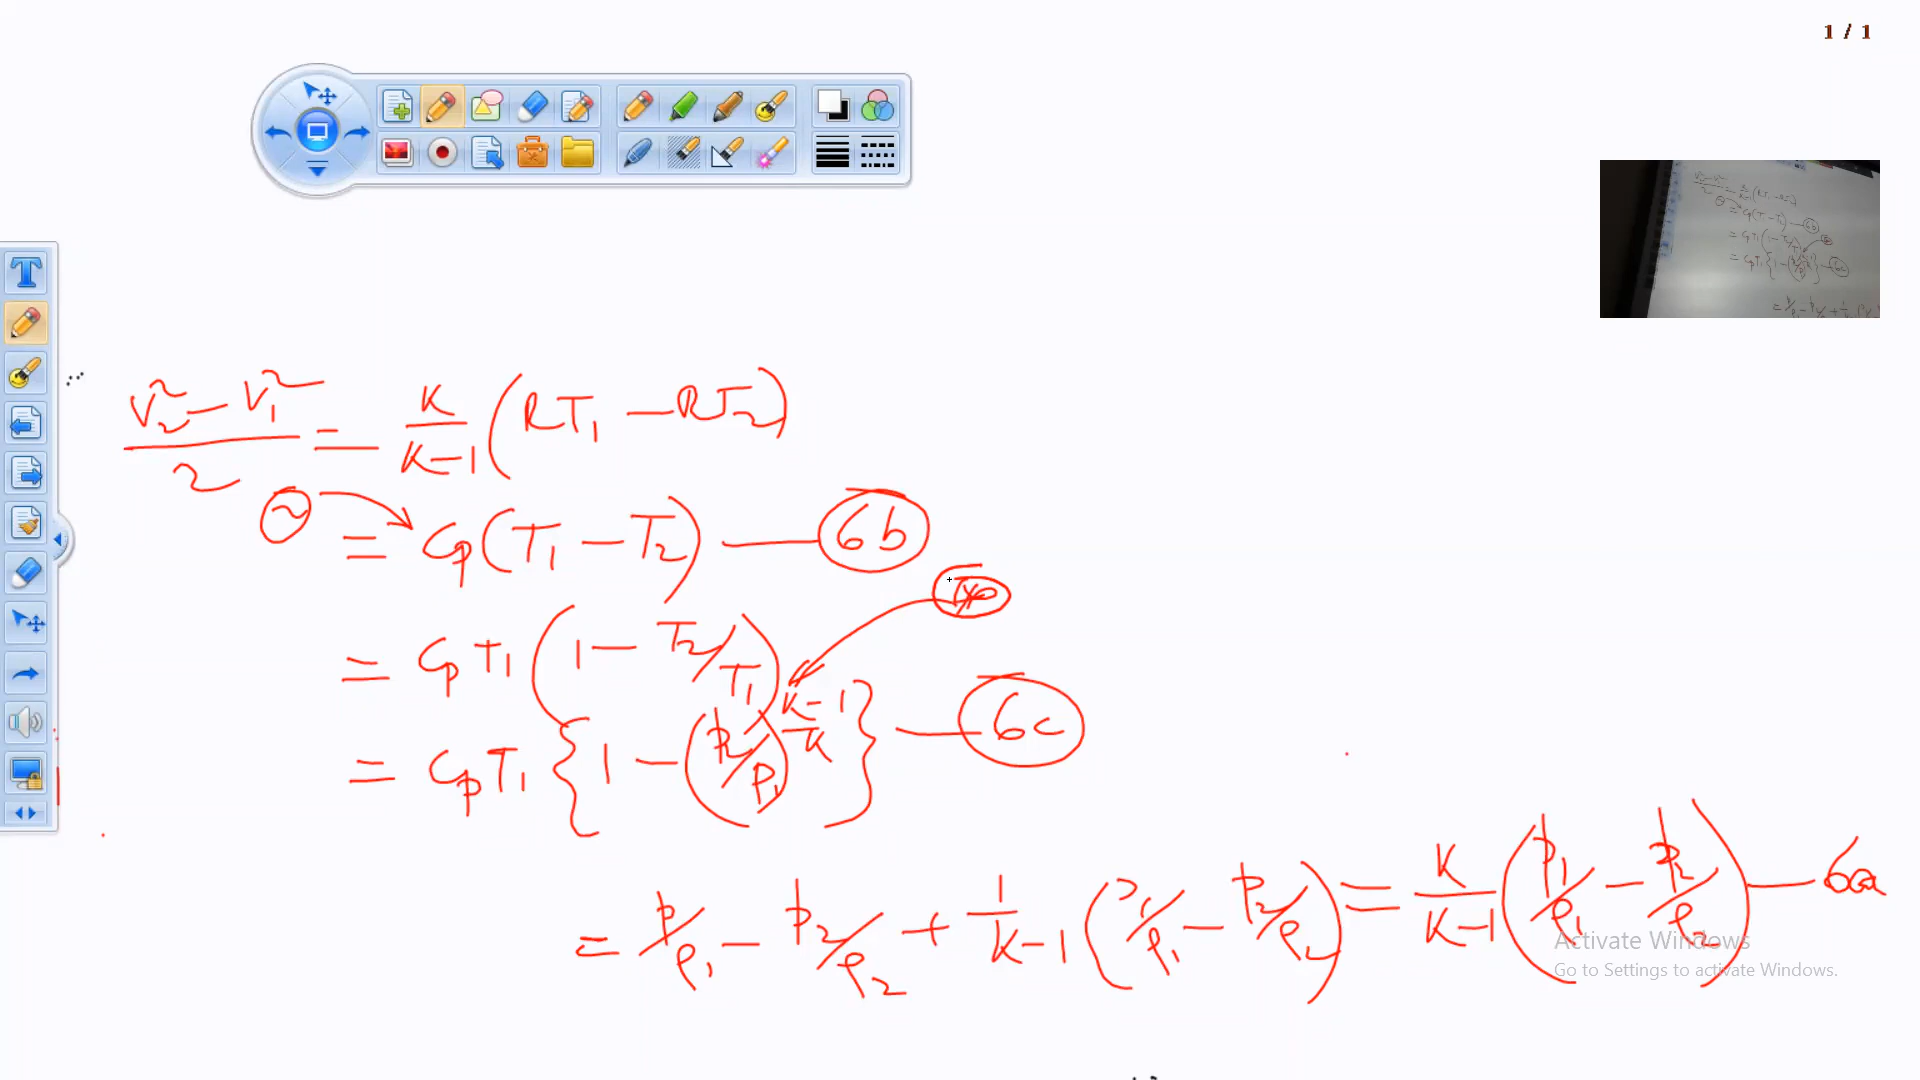 1 / 1
T
V₂² - V₁² / 2 = K/K-1 (RT₁ - RT₂)
② = Cp(T₁ - T₂) — 6b
= CpT₁ (1 - T₂/T₁)
= CpT₁ {1 - (P₂/P₁)^(K-1/K)} — 6c
= p/ρ₁ - p₂/ρ₂ + 1/K-1 (p₁/ρ₁ - p₂/ρ₂) = K/K-1 (p₁/ρ₁ - p₂/ρ₂) — 6a
Activate Windows
Go to Settings to activate Windows.